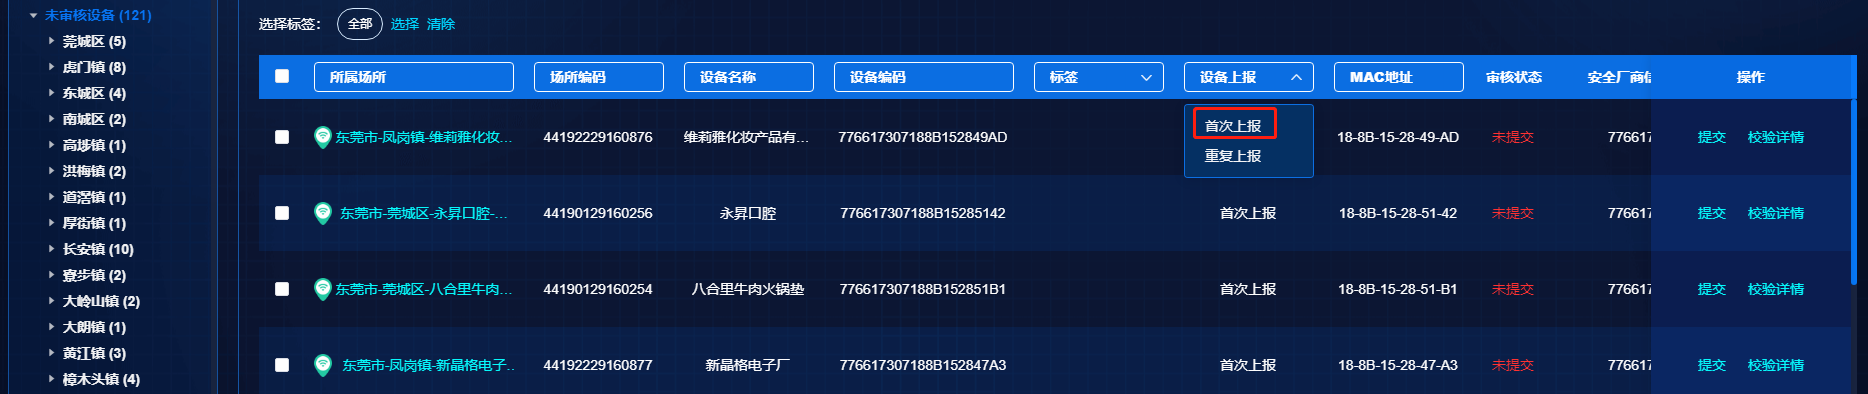 未审核设备 (121)
莞城区 (5)
虎门镇 (8)
东城区 (4)
南城区 (2)
高埗镇 (1)
洪梅镇 (2)
道滘镇 (1)
厚街镇 (1)
长安镇 (10)
寮步镇 (2)
大岭山镇 (2)
大朗镇 (1)
黄江镇 (3)
樟木头镇 (4)
选择标签： 全部 选择 清除
所属场所 场所编码 设备名称 设备编码 标签 设备上报 MAC地址 审核状态 安全厂商 操作
首次上报
重复上报
东莞市-凤岗镇-维莉雅化妆... 44192229160876 维莉雅化妆产品有... 776617307188B152849AD 18-8B-15-28-49-AD 未提交 77661 提交 校验详情
东莞市-莞城区-永昇口腔-... 44190129160256 永昇口腔 776617307188B15285142 首次上报 18-8B-15-28-51-42 未提交 77661 提交 校验详情
东莞市-莞城区-八合里牛肉... 44190129160254 八合里牛肉火锅垫 776617307188B152851B1 首次上报 18-8B-15-28-51-B1 未提交 77661 提交 校验详情
东莞市-凤岗镇-新晶格电子.. 44192229160877 新晶格电子厂 776617307188B152847A3 首次上报 18-8B-15-28-47-A3 未提交 77661 提交 校验详情